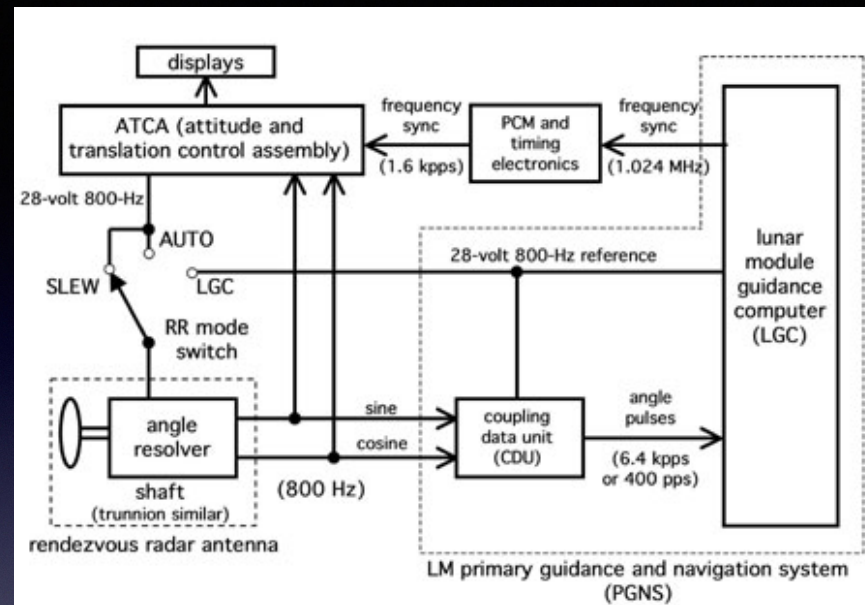 displays
ATCA (attitude and
translation control assembly)
frequency
sync
(1.6 kpps)
PCM and
timing
electronics
frequency
sync
(1.024 MHz)
28-volt 800-Hz
AUTO
SLEW
LGC
RR mode
switch
28-volt 800-Hz reference
lunar
module
guidance
computer
(LGC)
angle
resolver
sine
cosine
(800 Hz)
coupling
data unit
(CDU)
angle
pulses
(6.4 kpps
or 400 pps)
shaft
(trunnion similar)
rendezvous radar antenna
LM primary guidance and navigation system
(PGNS)